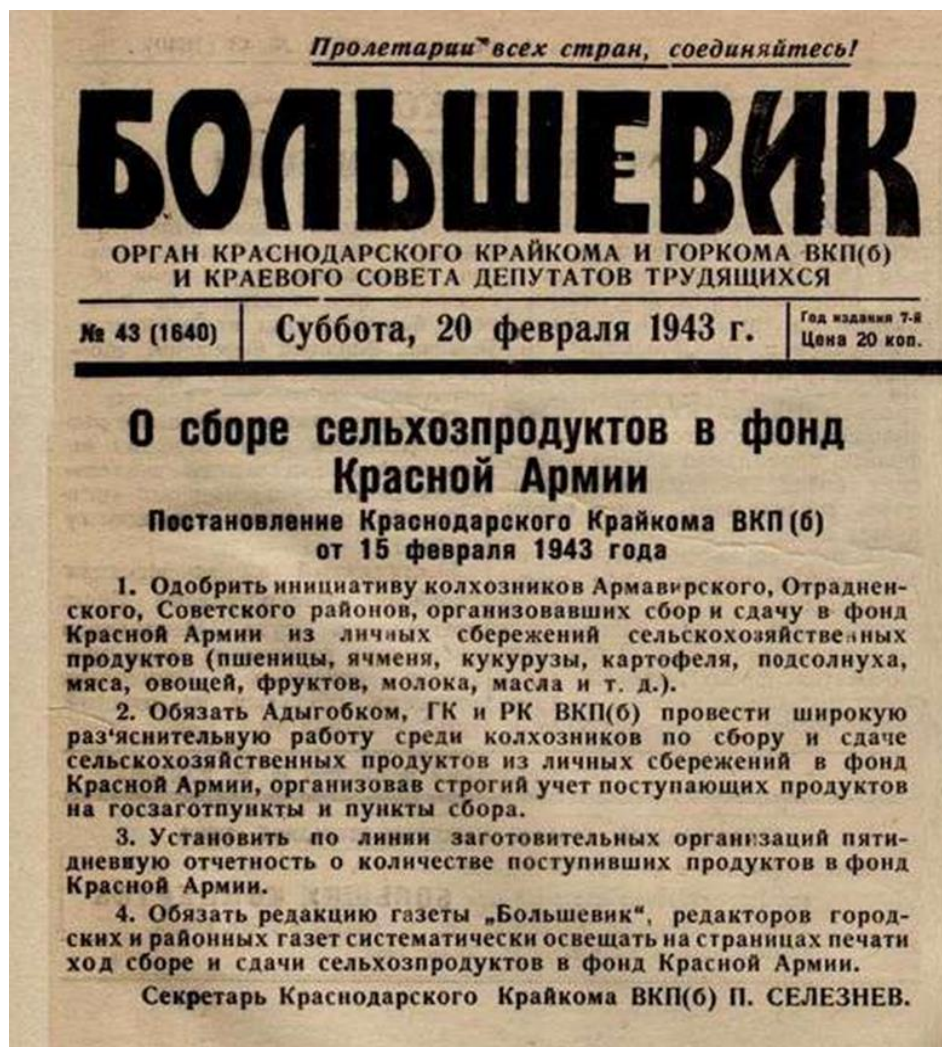 Пролетарии всех стран, соединяйтесь!
БОЛЬШЕВИК
ОРГАН КРАСНОДАРСКОГО КРАЙКОМА И ГОРКОМА ВКП(б)
И КРАЕВОГО СОВЕТА ДЕПУТАТОВ ТРУДЯЩИХСЯ
№ 43 (1640)
Суббота, 20 февраля 1943 г.
Год издания 7-й
Цена 20 коп.
О сборе сельхозпродуктов в фонд
Красной Армии
Постановление Краснодарского Крайкома ВКП(б)
от 15 февраля 1943 года
1. Одобрить инициативу колхозников Армавирского, Отраднен-
ского, Советского районов, организовавших сбор и сдачу в фонд
Красной Армии из личных сбережений сельскохозяйственных
продуктов (пшеницы, ячменя, кукурузы, картофеля, подсолнуха,
мяса, овощей, фруктов, молока, масла и т. д.).
2. Обязать Адыгобком, ГК и РК ВКП(б) провести широкую
раз‘яснительную работу среди колхозников по сбору и сдаче
сельскохозяйственных продуктов из личных сбережений в фонд
Красной Армии, организовав строгий учет поступающих продуктов
на госзаготпункты и пункты сбора.
3. Установить по линии заготовительных организаций пяти-
дневную отчетность о количестве поступивших продуктов в фонд
Красной Армии.
4. Обязать редакцию газеты „Большевик“, редакторов город-
ских и районных газет систематически освещать на страницах печати
ход сборе и сдачи сельхозпродуктов в фонд Красной Армии.
Секретарь Краснодарского Крайкома ВКП(б) П. СЕЛЕЗНЕВ.